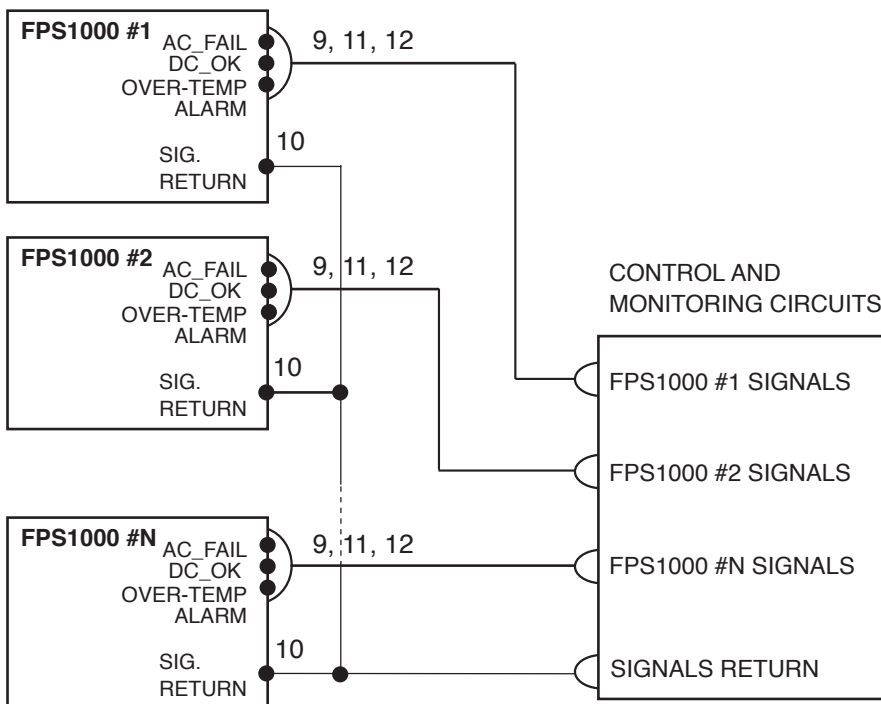 FPS1000 #1
AC_FAIL
DC_OK
OVER-TEMP
ALARM
9, 11, 12
SIG.
RETURN
10
FPS1000 #2
AC_FAIL
DC_OK
OVER-TEMP
ALARM
9, 11, 12
SIG.
RETURN
10
FPS1000 #N
AC_FAIL
DC_OK
OVER-TEMP
ALARM
9, 11, 12
SIG.
RETURN
10
CONTROL AND
MONITORING CIRCUITS
FPS1000 #1 SIGNALS
FPS1000 #2 SIGNALS
FPS1000 #N SIGNALS
SIGNALS RETURN